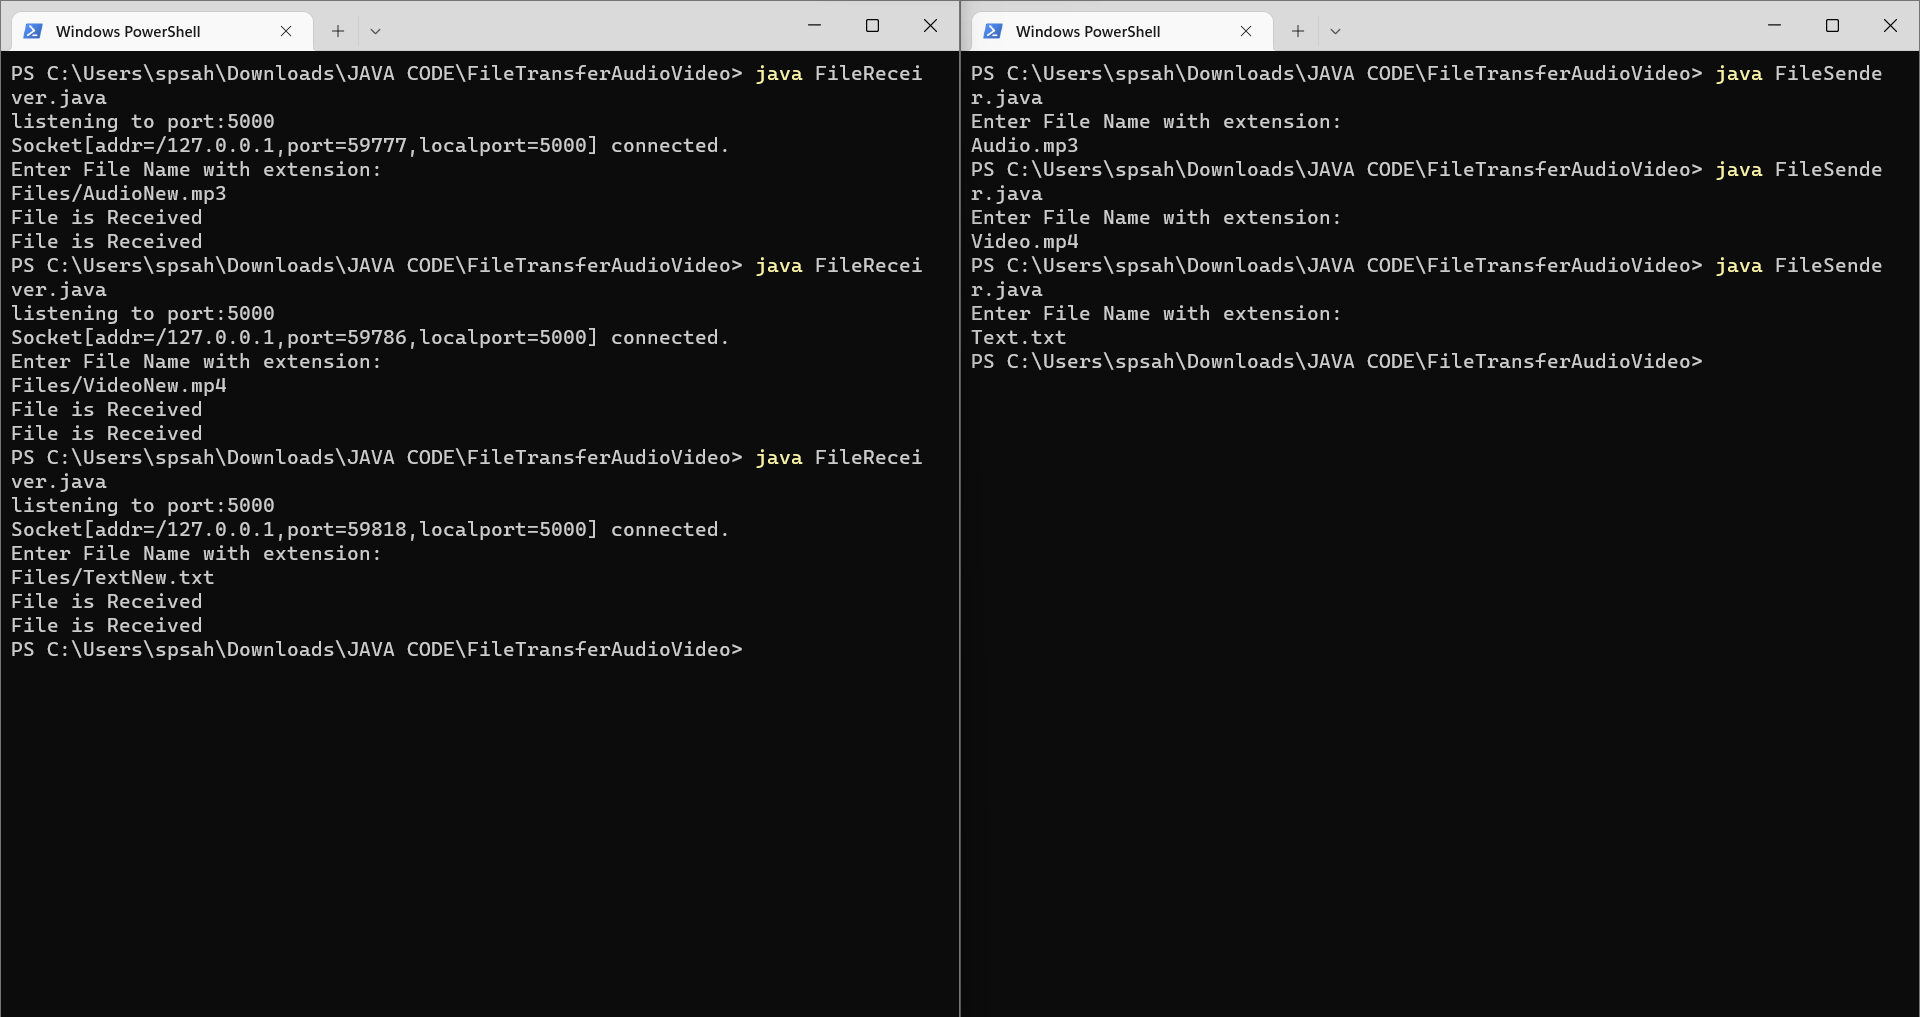 Windows PowerShell
PS C:\Users\spsah\Downloads\JAVA CODE\FileTransferAudioVideo> java FileRecei
ver.java
listening to port:5000
Socket[addr=/127.0.0.1,port=59777,localport=5000] connected.
Enter File Name with extension:
Files/AudioNew.mp3
File is Received
File is Received
PS C:\Users\spsah\Downloads\JAVA CODE\FileTransferAudioVideo> java FileRecei
ver.java
listening to port:5000
Socket[addr=/127.0.0.1,port=59786,localport=5000] connected.
Enter File Name with extension:
Files/VideoNew.mp4
File is Received
File is Received
PS C:\Users\spsah\Downloads\JAVA CODE\FileTransferAudioVideo> java FileRecei
ver.java
listening to port:5000
Socket[addr=/127.0.0.1,port=59818,localport=5000] connected.
Enter File Name with extension:
Files/TextNew.txt
File is Received
File is Received
PS C:\Users\spsah\Downloads\JAVA CODE\FileTransferAudioVideo>
Windows PowerShell
PS C:\Users\spsah\Downloads\JAVA CODE\FileTransferAudioVideo> java FileSende
r.java
Enter File Name with extension:
Audio.mp3
PS C:\Users\spsah\Downloads\JAVA CODE\FileTransferAudioVideo> java FileSende
r.java
Enter File Name with extension:
Video.mp4
PS C:\Users\spsah\Downloads\JAVA CODE\FileTransferAudioVideo> java FileSende
r.java
Enter File Name with extension:
Text.txt
PS C:\Users\spsah\Downloads\JAVA CODE\FileTransferAudioVideo>